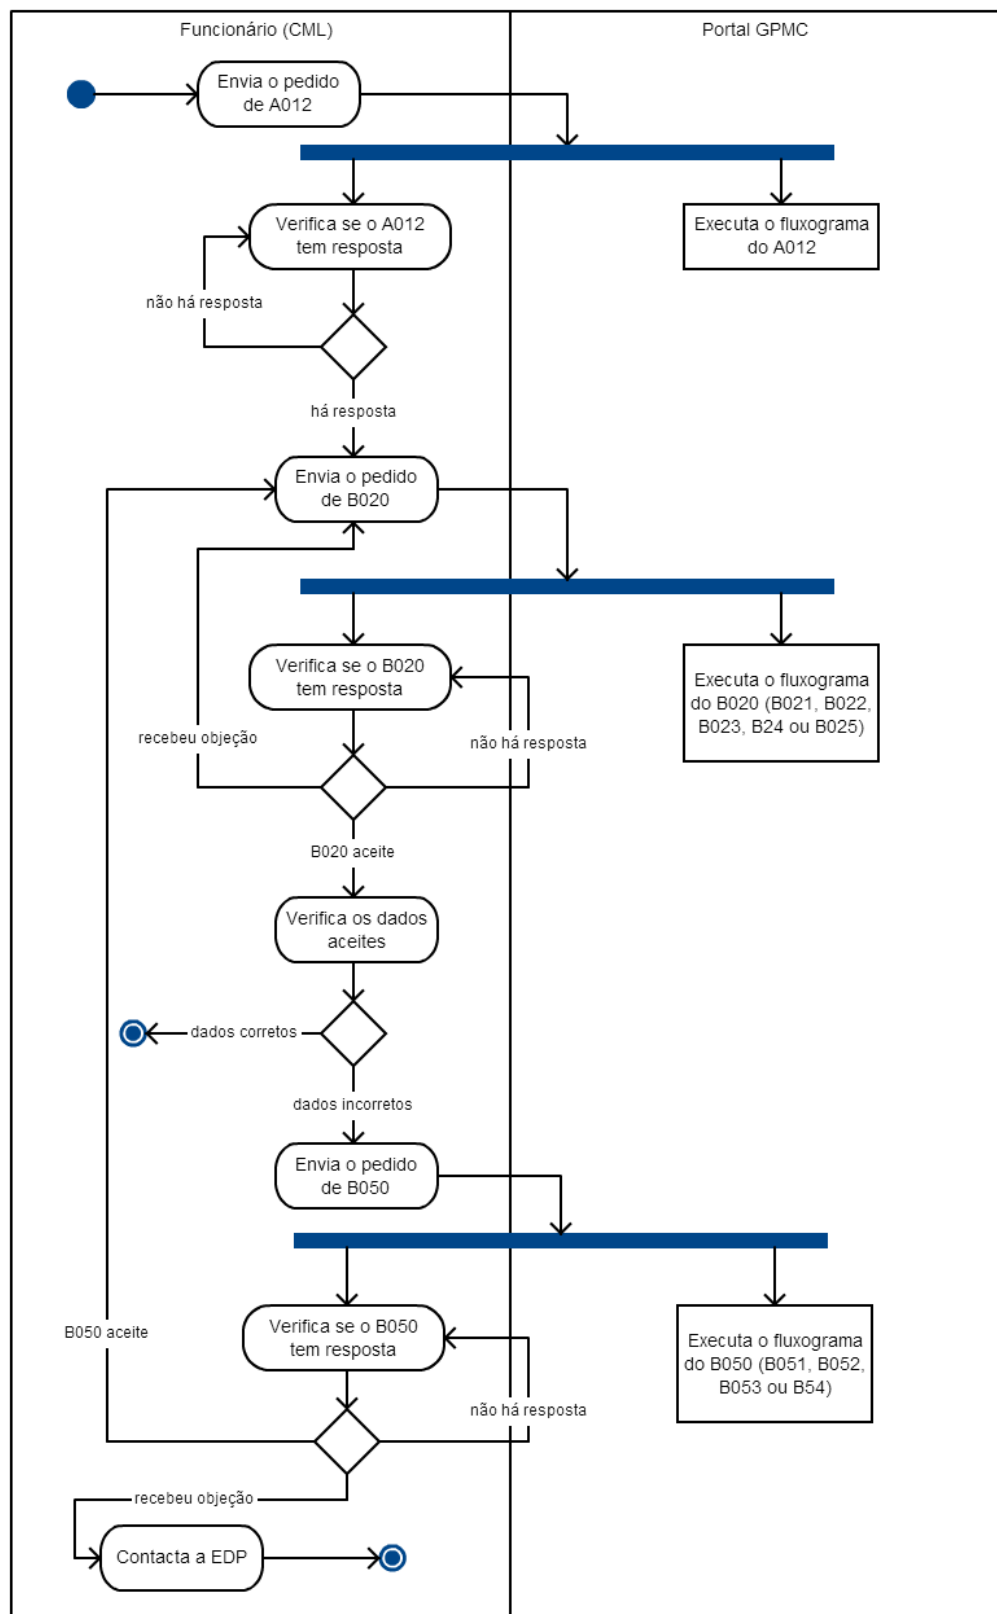 Funcionário (CML)
Portal GPMC
Envia o pedido
de A012
Verifica se o A012
tem resposta
Executa o fluxograma
do A012
não há resposta
há resposta
Envia o pedido
de B020
Verifica se o B020
tem resposta
Executa o fluxograma
do B020 (B021, B022,
B023, B24 ou B025)
recebeu objeção
não há resposta
B020 aceite
Verifica os dados
aceites
dados corretos
dados incorretos
Envia o pedido
de B050
Verifica se o B050
tem resposta
Executa o fluxograma
do B050 (B051, B052,
B053 ou B54)
B050 aceite
não há resposta
recebeu objeção
Contacta a EDP